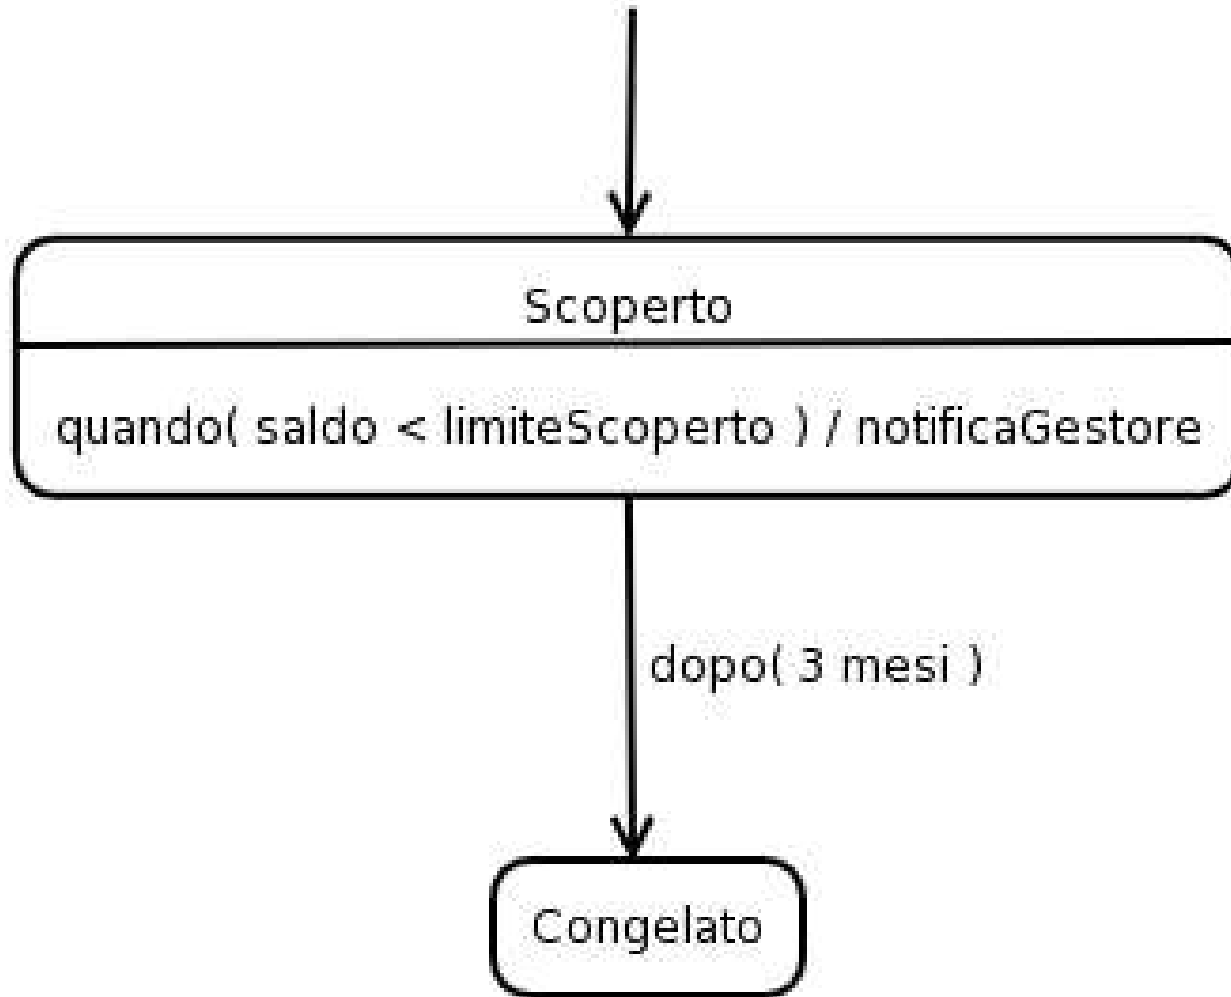 Scoperto
quando( saldo < limiteScoperto ) / notificaGestore
dopo( 3 mesi )
Congelato